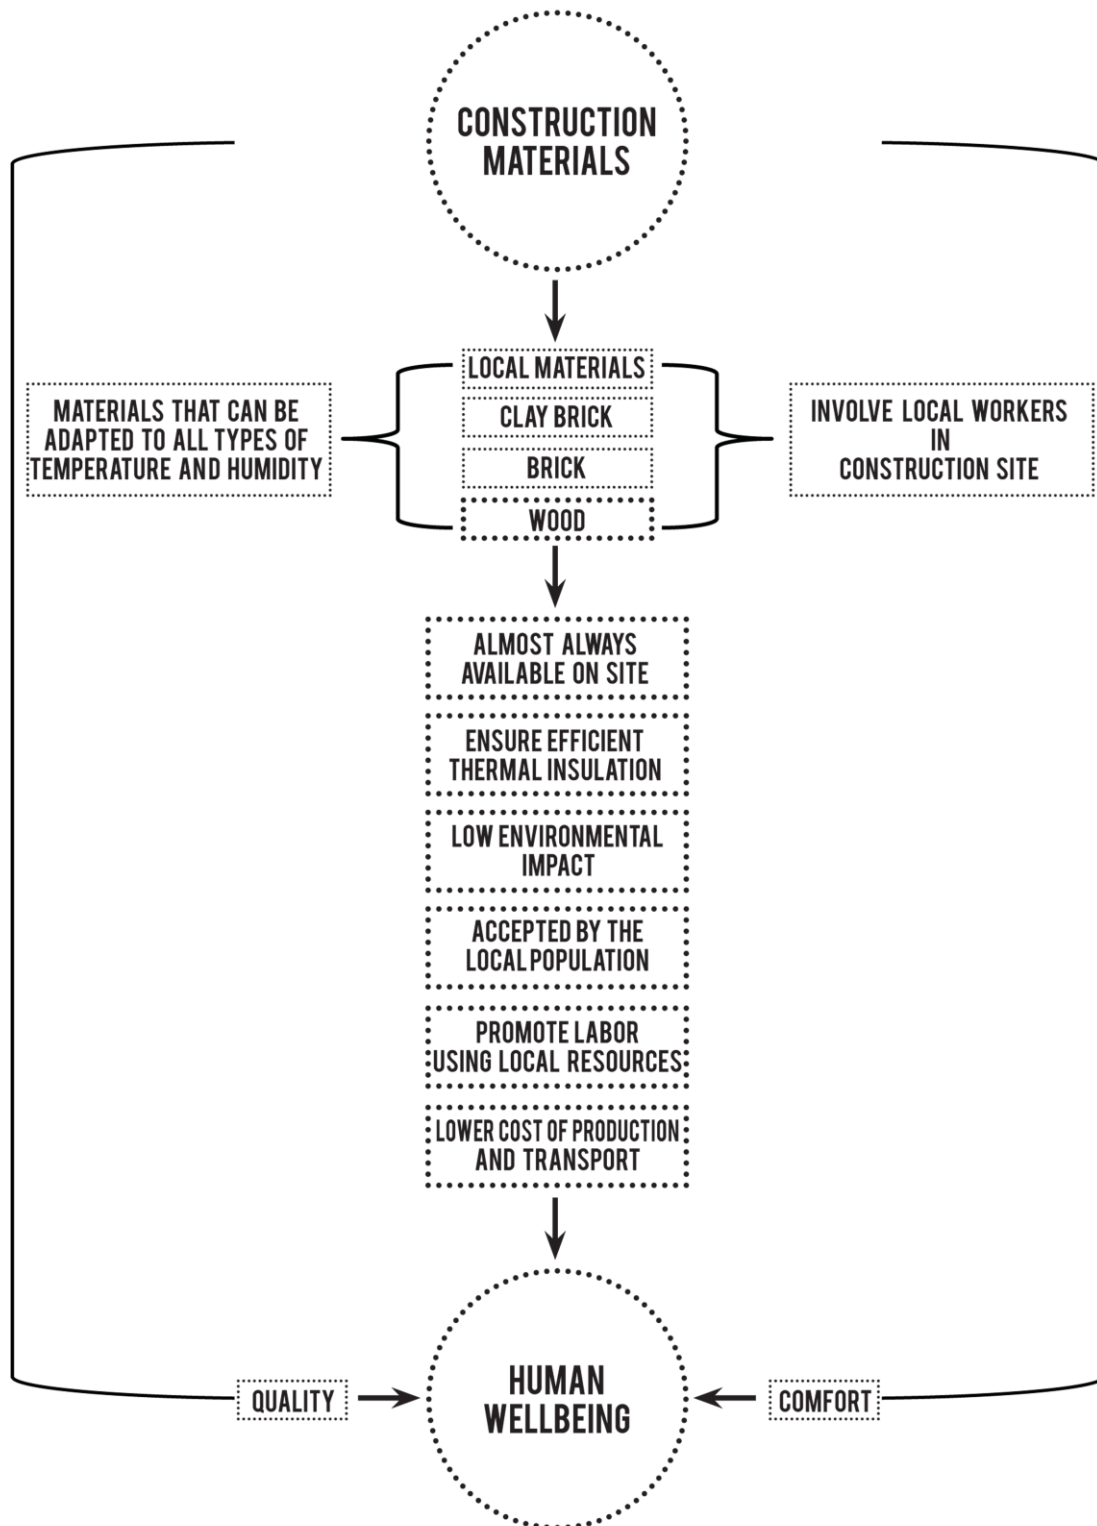 CONSTRUCTION
MATERIALS
LOCAL MATERIALS
CLAY BRICK
BRICK
WOOD
MATERIALS THAT CAN BE
ADAPTED TO ALL TYPES OF
TEMPERATURE AND HUMIDITY
INVOLVE LOCAL WORKERS
IN
CONSTRUCTION SITE
ALMOST ALWAYS
AVAILABLE ON SITE
ENSURE EFFICIENT
THERMAL INSULATION
LOW ENVIRONMENTAL
IMPACT
ACCEPTED BY THE
LOCAL POPULATION
PROMOTE LABOR
USING LOCAL RESOURCES
LOWER COST OF PRODUCTION
AND TRANSPORT
QUALITY
HUMAN
WELLBEING
COMFORT